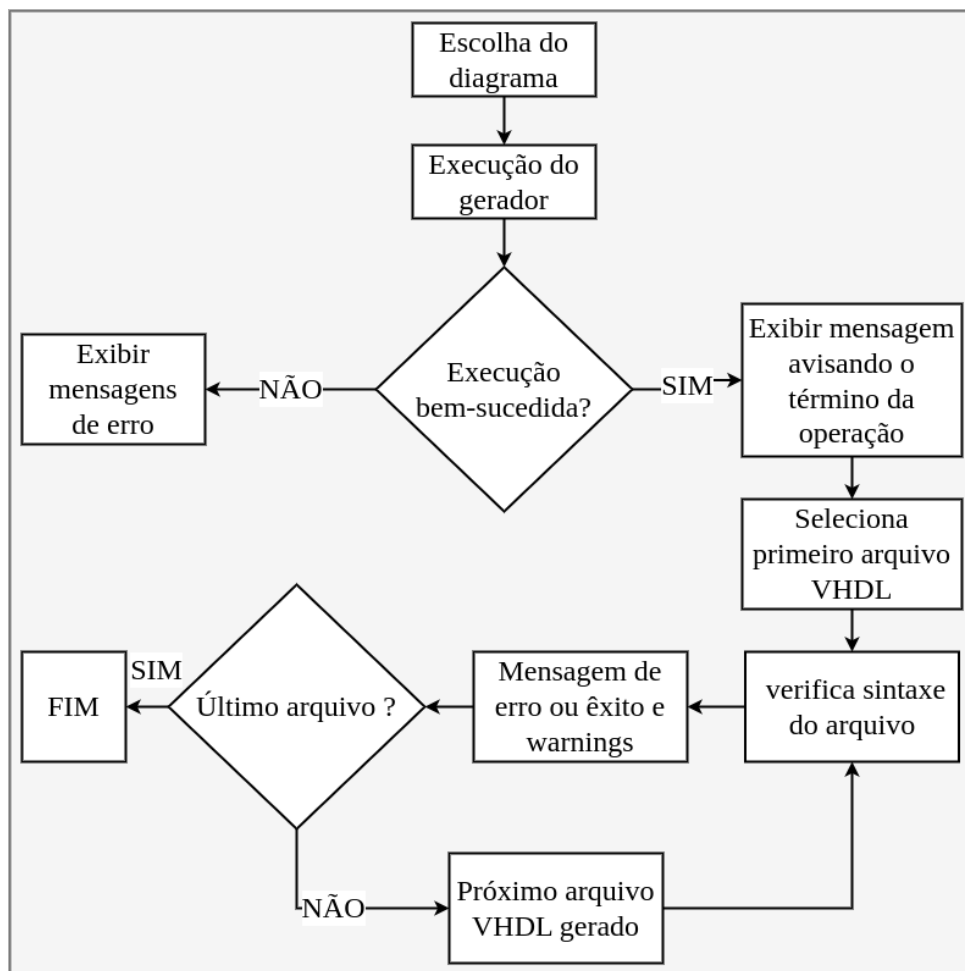 Escolha do
diagrama
Execução do
gerador
Execução
bem-sucedida?
NÃO
Exibir
mensagens
de erro
SIM
Exibir mensagem
avisando o
término da
operação
Seleciona
primeiro arquivo
VHDL
verifica sintaxe
do arquivo
Mensagem de
erro ou êxito e
warnings
Último arquivo ?
SIM
FIM
NÃO
Próximo arquivo
VHDL gerado